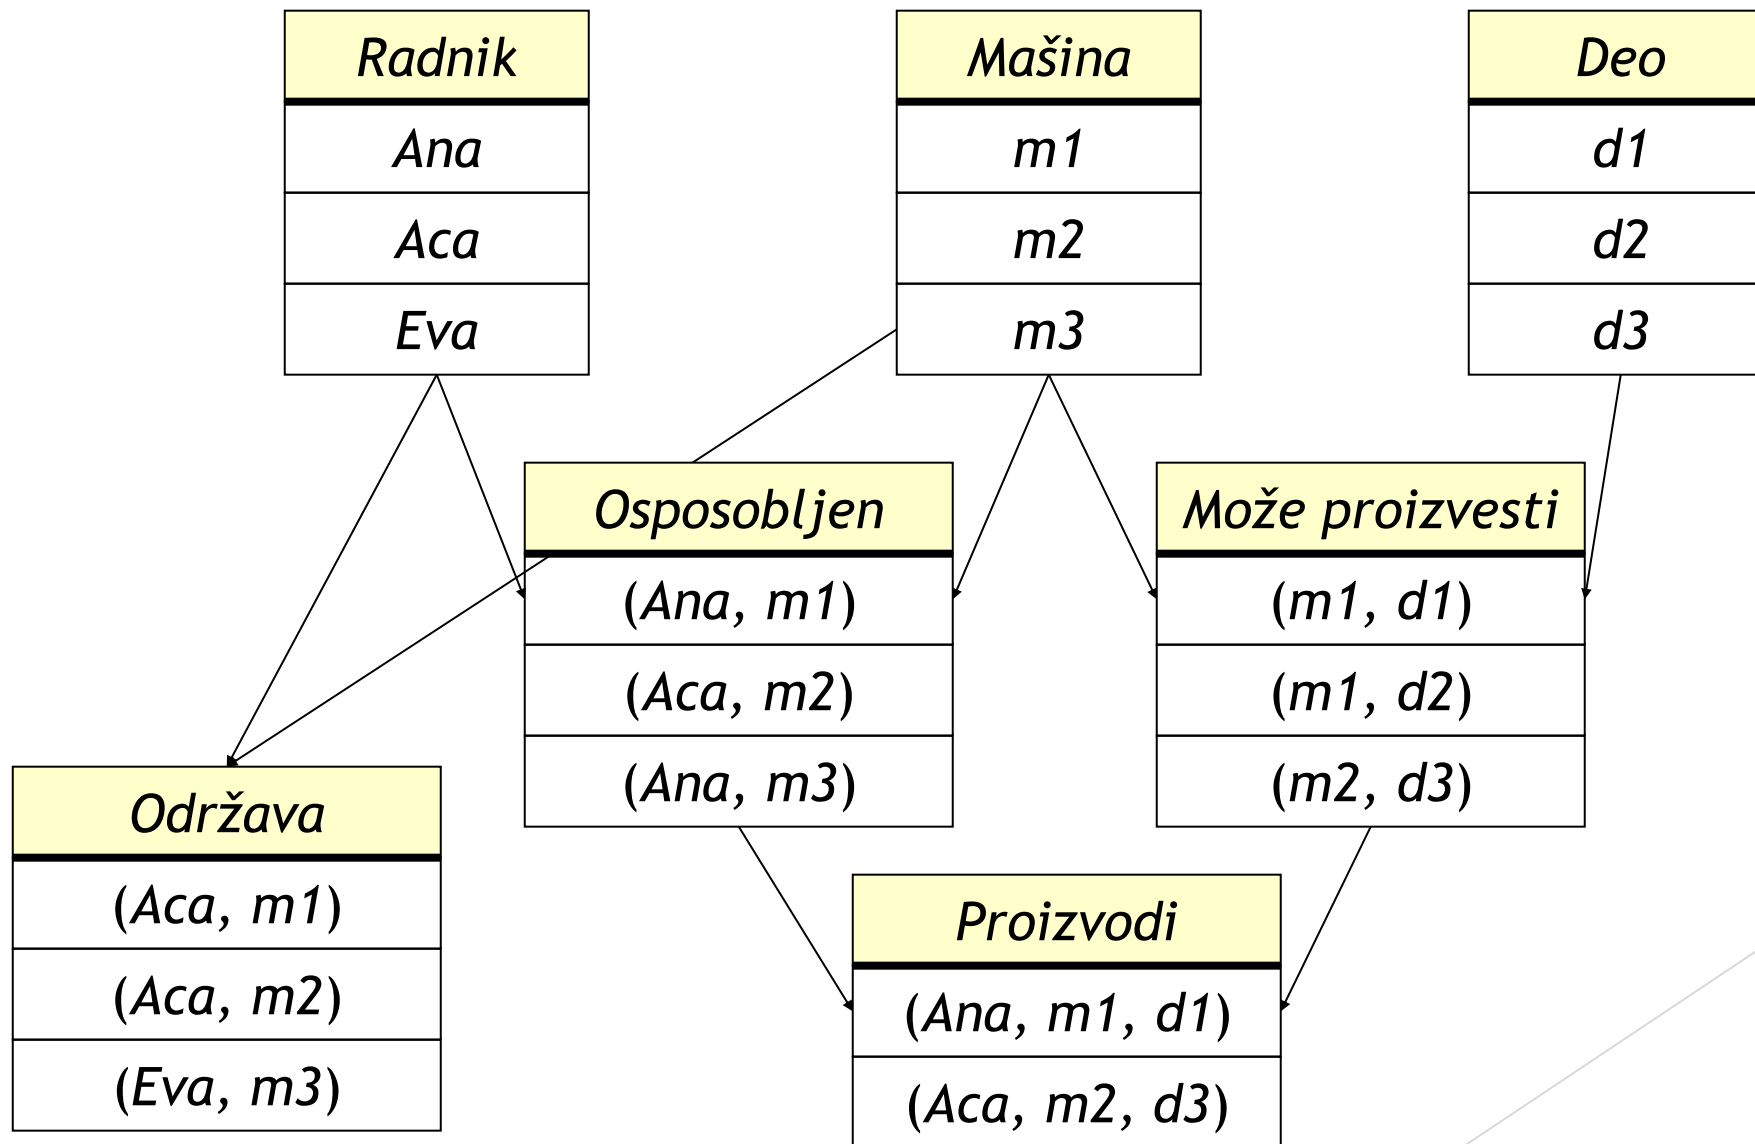 Radnik
Ana
Aca
Eva
Mašina
m1
m2
m3
Deo
d1
d2
d3
Osposobljen
(Ana, m1)
(Aca, m2)
(Ana, m3)
Može proizvesti
(m1, d1)
(m1, d2)
(m2, d3)
Održava
(Aca, m1)
(Aca, m2)
(Eva, m3)
Proizvodi
(Ana, m1, d1)
(Aca, m2, d3)